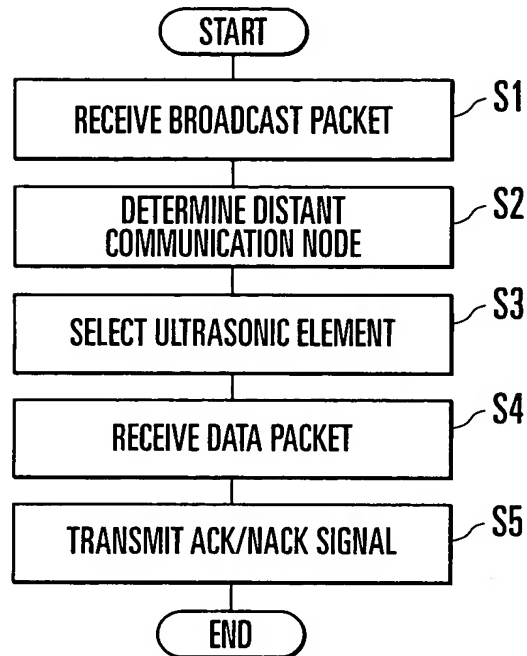 START
RECEIVE BROADCAST PACKET
S1
DETERMINE DISTANT
COMMUNICATION NODE
S2
SELECT ULTRASONIC ELEMENT
S3
RECEIVE DATA PACKET
S4
TRANSMIT ACK/NACK SIGNAL
S5
END